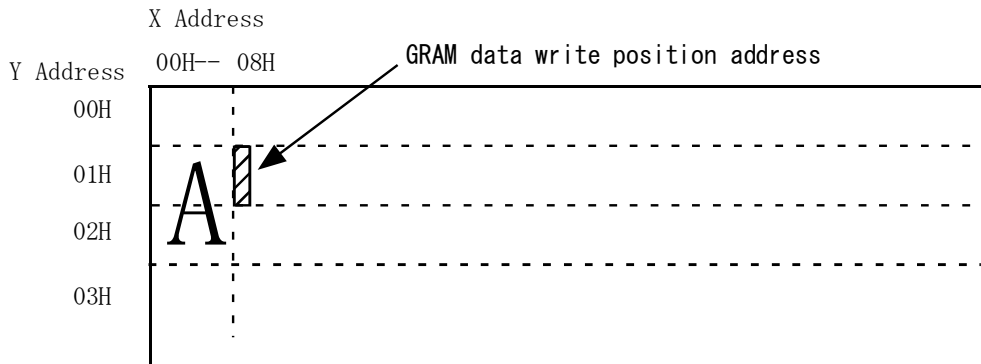 X Address
00H-- 08H
GRAM data write position address
Y Address
00H
01H
A
02H
03H